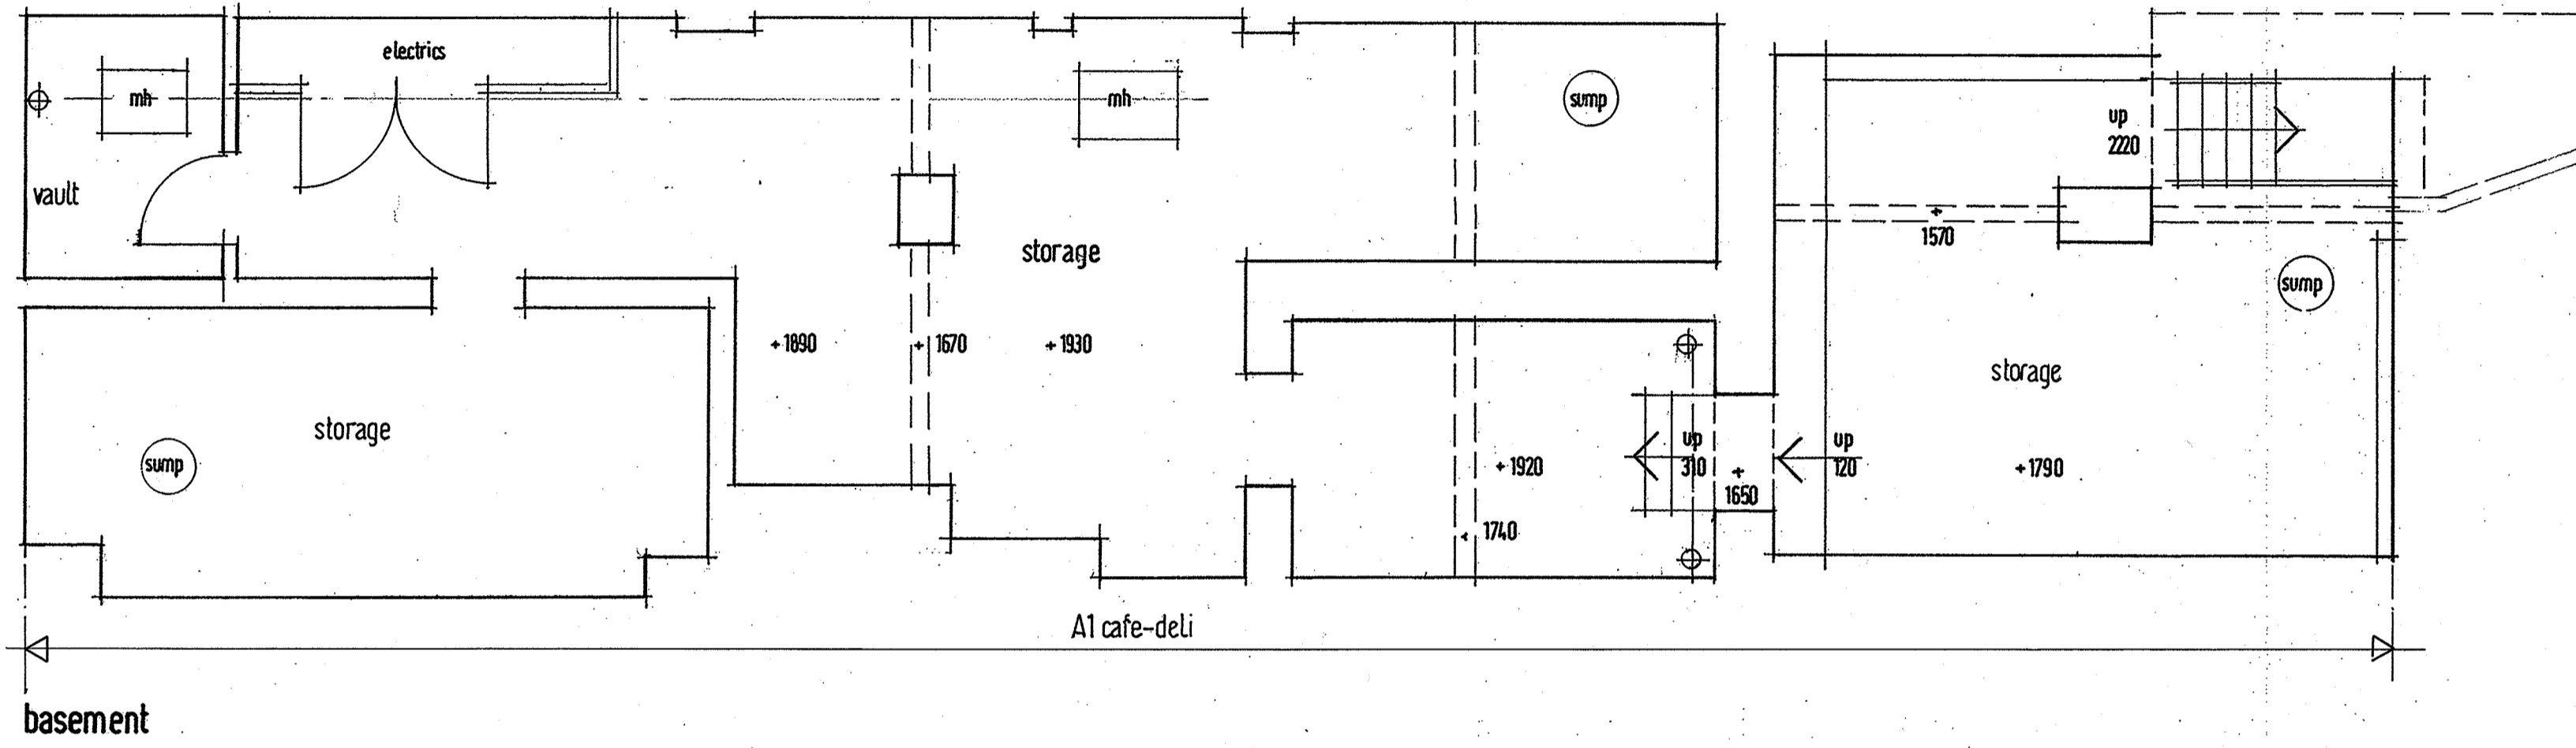 electrics
mh
mh
sump
up
2220
vault
1570
storage
sump
+1890
+1670
+1930
storage
storage
sump
+1920
up
310
+
1650
up
120
+1790
1740
A1 cafe-deli
basement